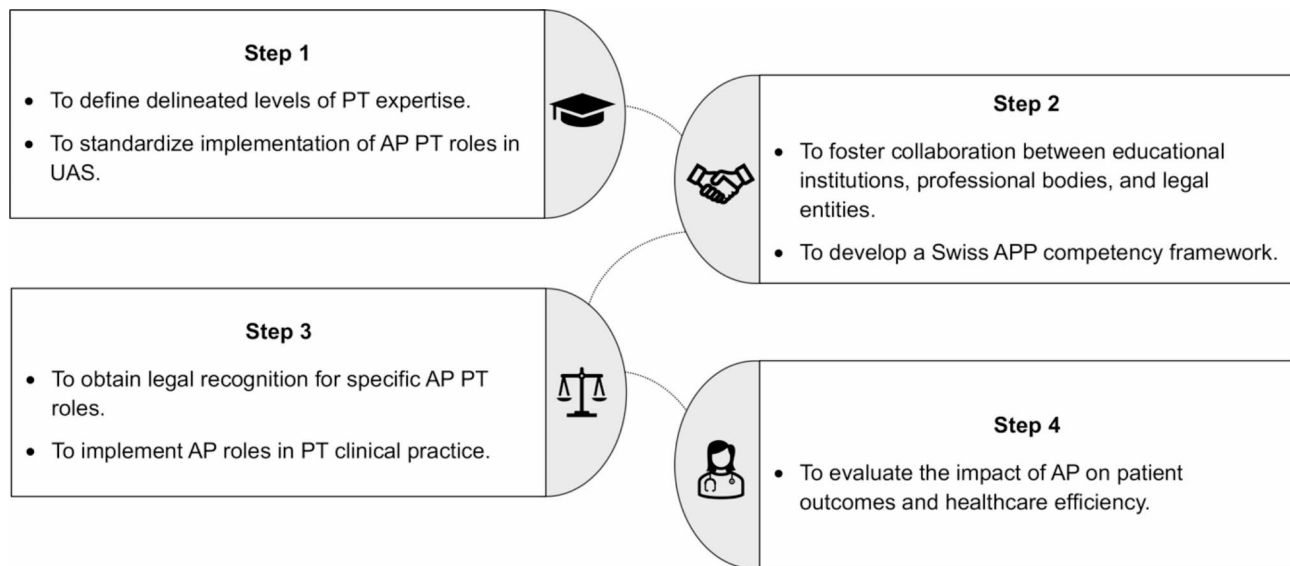 Step 1
• To define delineated levels of PT expertise.
• To standardize implementation of AP PT roles in
UAS.
Step 2
• To foster collaboration between educational
institutions, professional bodies, and legal
entities.
• To develop a Swiss APP competency framework.
Step 3
• To obtain legal recognition for specific AP PT
roles.
• To implement AP roles in PT clinical practice.
Step 4
• To evaluate the impact of AP on patient
outcomes and healthcare efficiency.